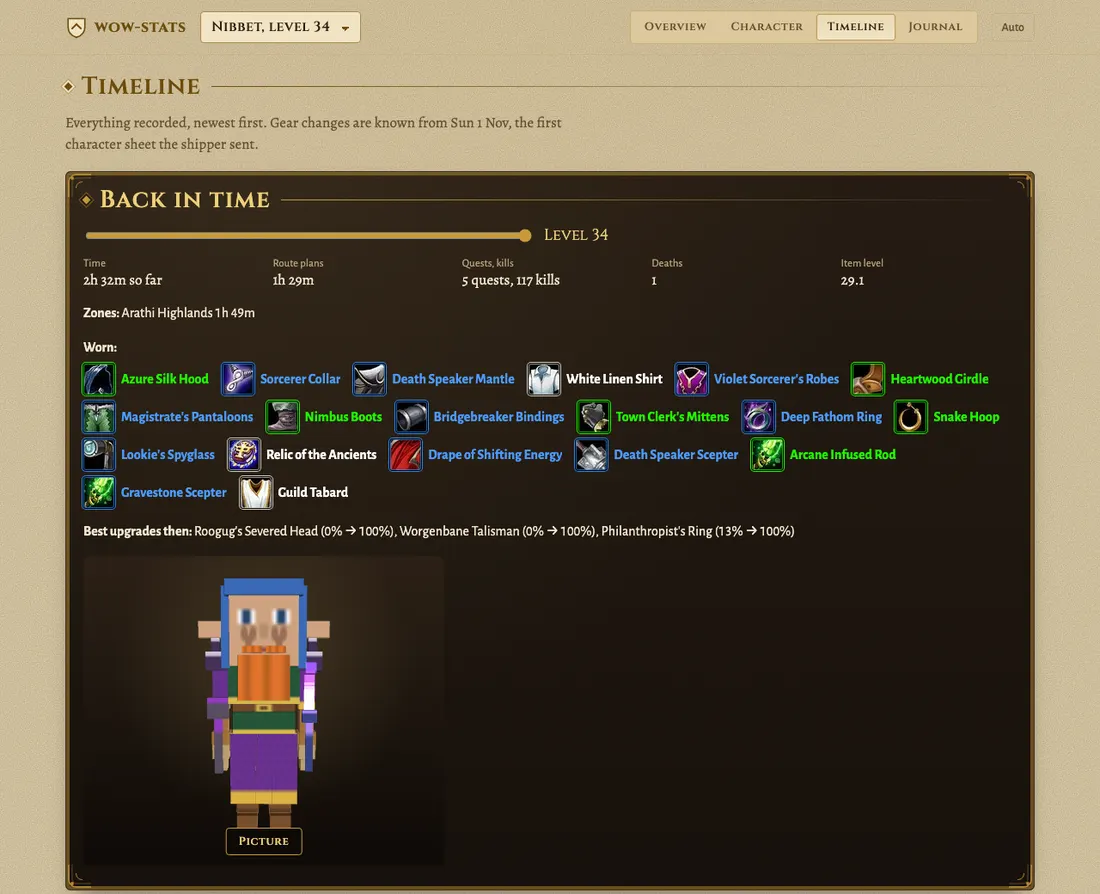 WOW-STATS
NIBBET, LEVEL 34
OVERVIEW
CHARACTER
TIMELINE
JOURNAL
Auto
TIMELINE
Everything recorded, newest first. Gear changes are known from Sun 1 Nov, the first
character sheet the shipper sent.
BACK IN TIME
LEVEL 34
Time Route plans Quests, kills Deaths Item level
2h 32m so far 1h 29m 5 quests, 117 kills 1 29.1
Zones: Arathi Highlands 1h 49m
Worn:
Azure Silk Hood Sorcerer Collar Death Speaker Mantle White Linen Shirt Violet Sorcerer's Robes Heartwood Girdle
Magistrate's Pantaloons Nimbus Boots Bridgebreaker Bindings Town Clerk's Mittens Deep Fathom Ring Snake Hoop
Lookie's Spyglass Relic of the Ancients Drape of Shifting Energy Death Speaker Scepter Arcane Infused Rod
Gravestone Scepter Guild Tabard
Best upgrades then: Roogug's Severed Head (0% → 100%), Worgenbane Talisman (0% → 100%), Philanthropist's Ring (13% → 100%)
PICTURE